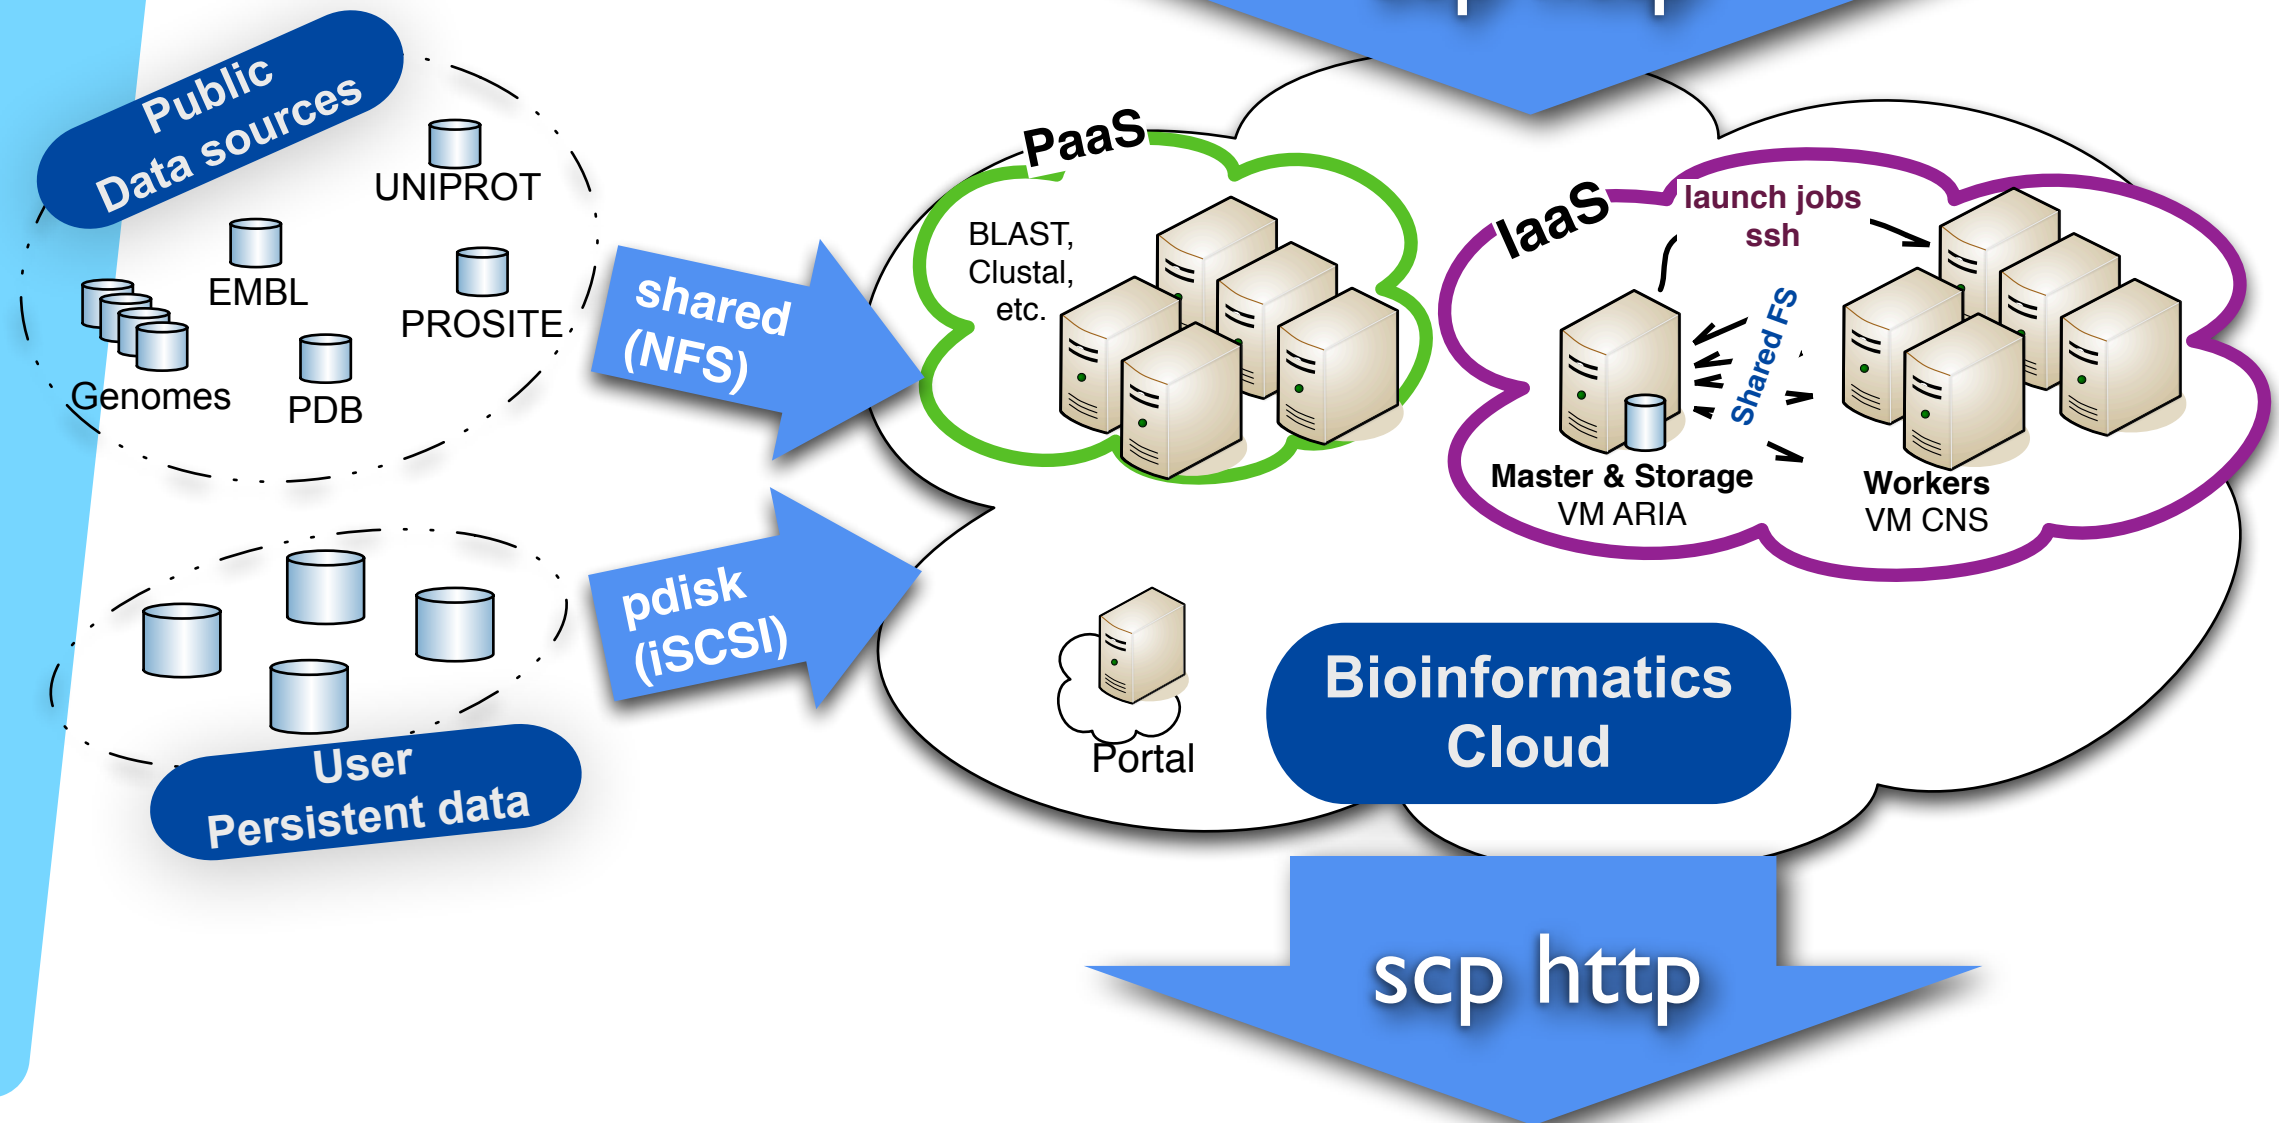 Public
Data sources
UNIPROT
EMBL
PROSITE
Genomes
PDB
shared
(NFS)
PaaS
BLAST,
Clustal,
etc.
IaaS
launch jobs
ssh
Shared FS
Master & Storage
VM ARIA
Workers
VM CNS
pdisk
(iSCSI)
User
Persistent data
Portal
Bioinformatics
Cloud
scp http